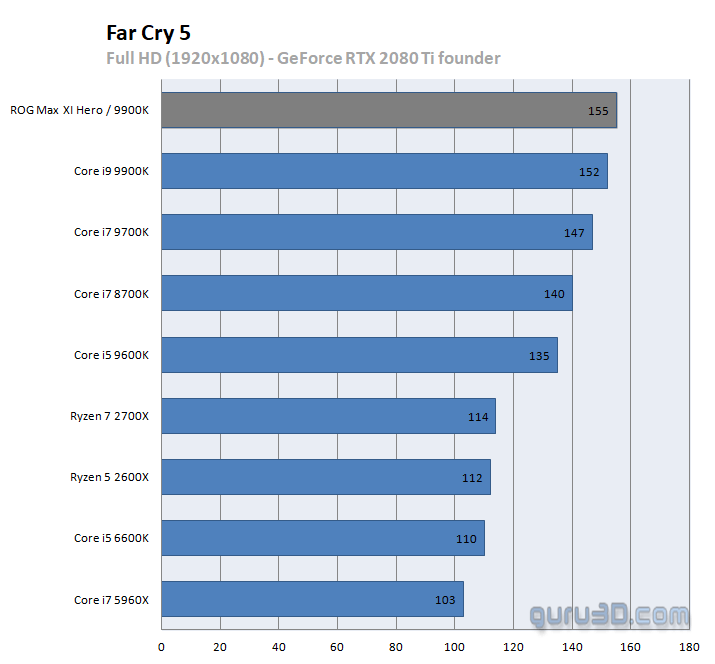 Far Cry 5
Full HD (1920x1080) - GeForce RTX 2080 Ti founder
ROG Max XI Hero / 9900K 155
Core i9 9900K 152
Core i7 9700K 147
Core i7 8700K 140
Core i5 9600K 135
Ryzen 7 2700X 114
Ryzen 5 2600X 112
Core i5 6600K 110
Core i7 5960X 103
guru3D.com
0 20 40 60 80 100 120 140 160 180